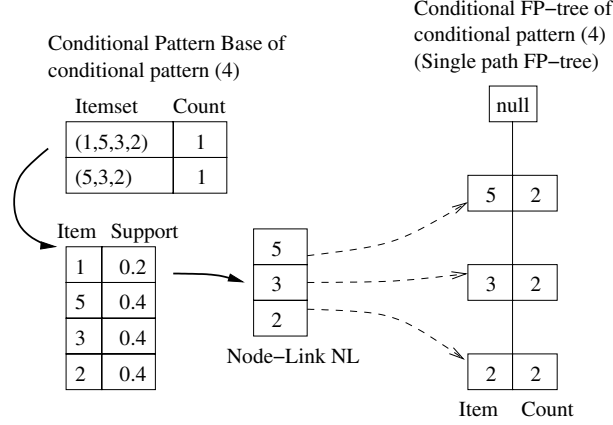 Conditional Pattern Base of
conditional pattern (4)
Itemset Count
(1,5,3,2) 1
(5,3,2) 1
Item Support
1 0.2
5 0.4
3 0.4
2 0.4
5
3
2
Node-Link NL
Conditional FP-tree of
conditional pattern (4)
(Single path FP-tree)
null
5 2
3 2
2 2
Item Count